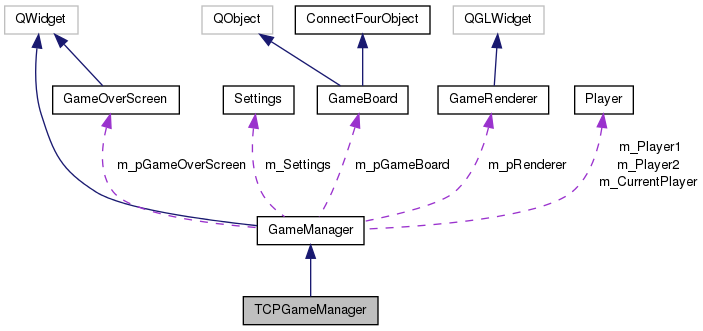 QWidget
QObject
ConnectFourObject
QGLWidget
GameOverScreen
Settings
GameBoard
GameRenderer
Player
m_pGameOverScreen
m_Settings
m_pGameBoard
m_pRenderer
m_Player1
m_Player2
m_CurrentPlayer
GameManager
TCPGameManager